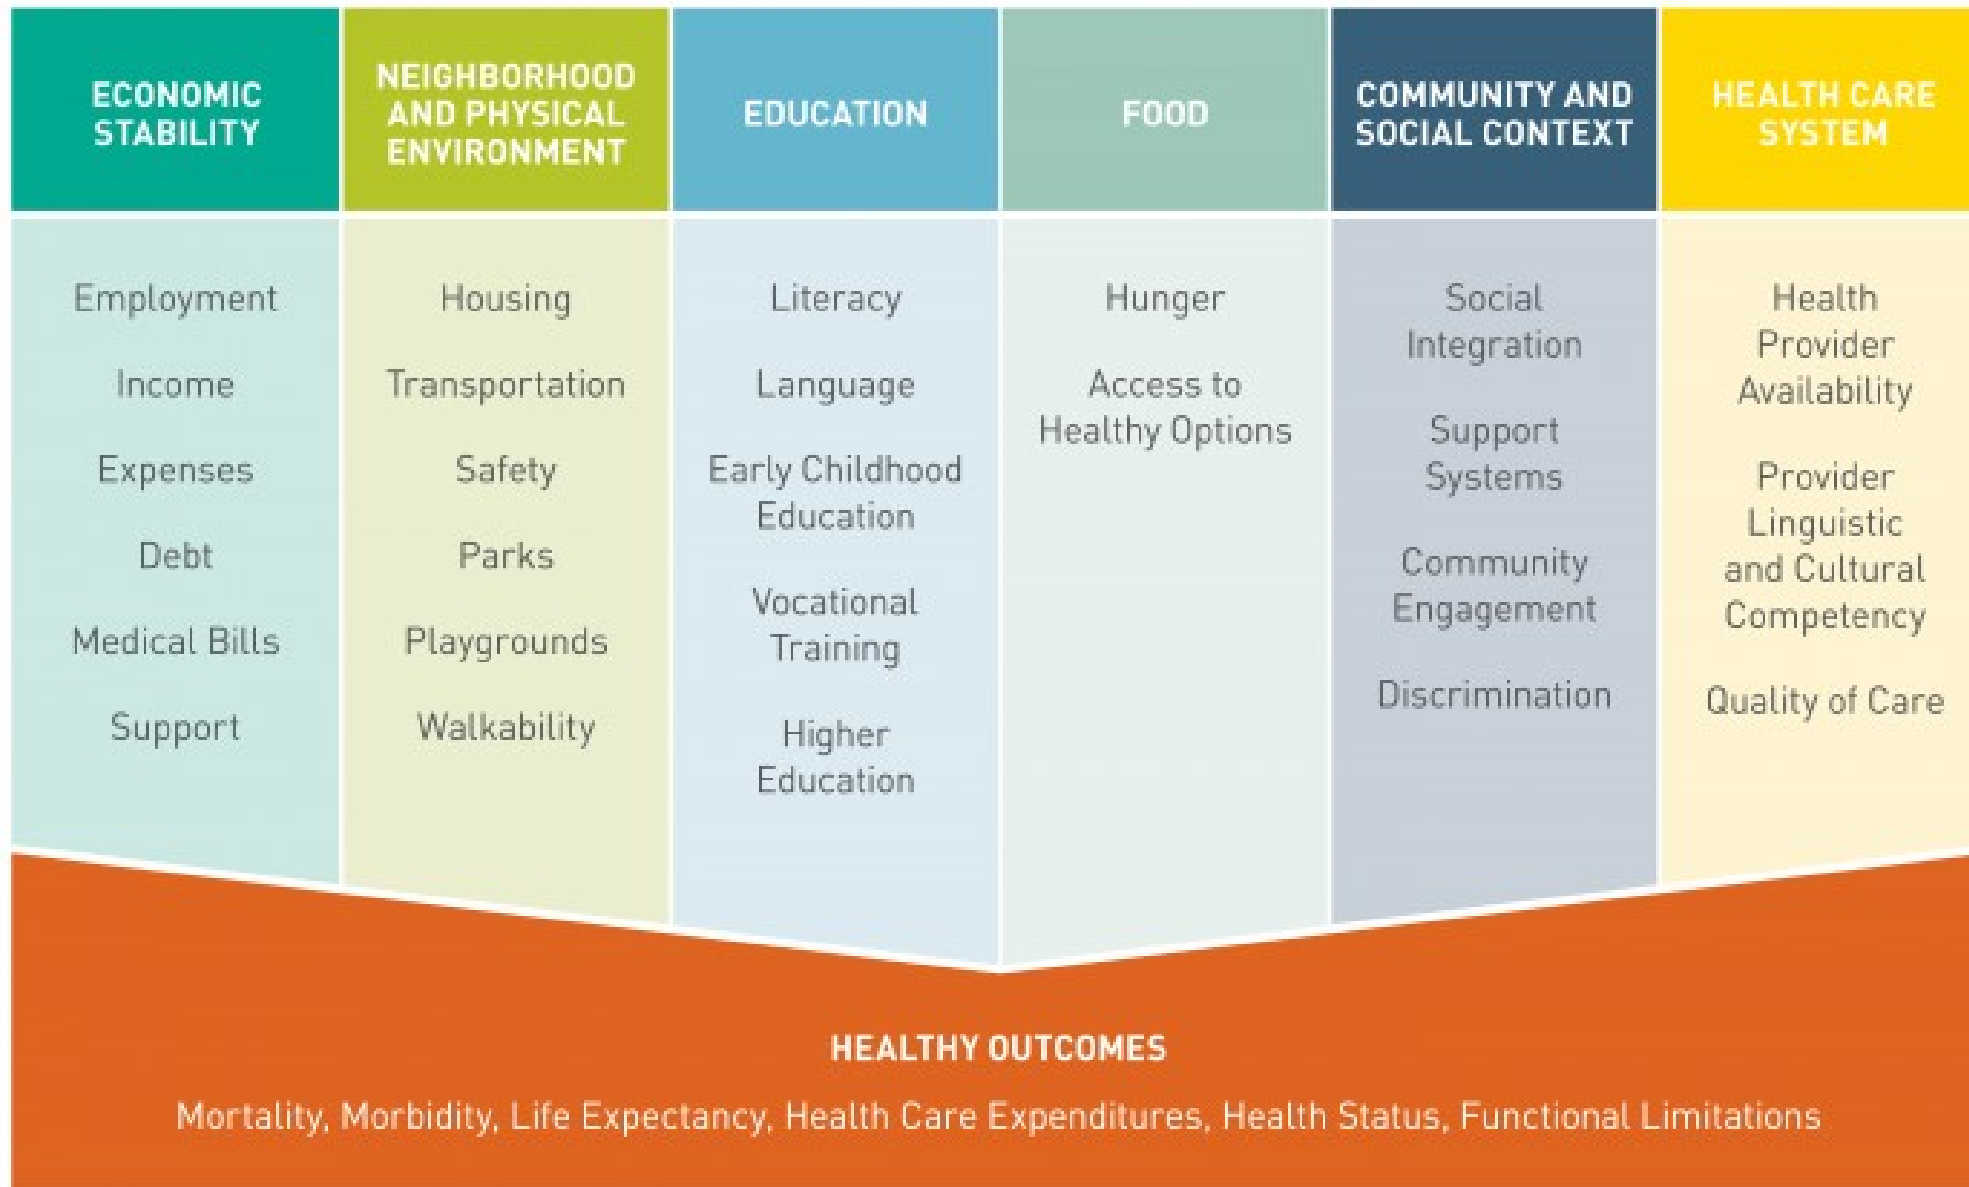 ECONOMIC
STABILITY
NEIGHBORHOOD
AND PHYSICAL
ENVIRONMENT
EDUCATION
FOOD
COMMUNITY AND
SOCIAL CONTEXT
HEALTH CARE
SYSTEM
Employment
Income
Expenses
Debt
Medical Bills
Support
Housing
Transportation
Safety
Parks
Playgrounds
Walkability
Literacy
Language
Early Childhood
Education
Vocational
Training
Higher
Education
Hunger
Access to
Healthy Options
Social
Integration
Support
Systems
Community
Engagement
Discrimination
Health
Provider
Availability
Provider
Linguistic
and Cultural
Competency
Quality of Care
HEALTHY OUTCOMES
Mortality, Morbidity, Life Expectancy, Health Care Expenditures, Health Status, Functional Limitations